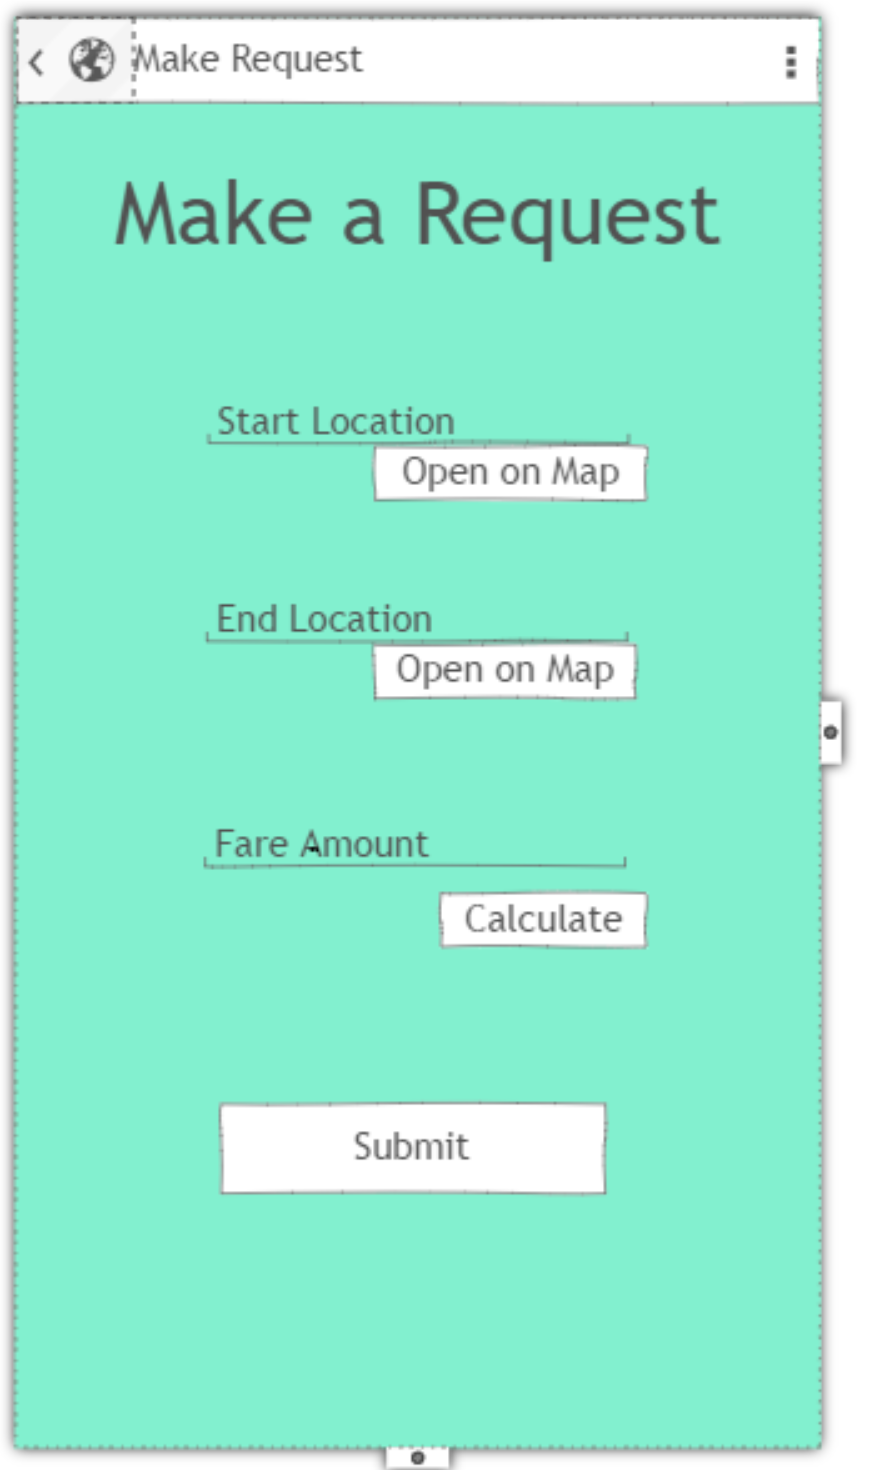 Make Request
Make a Request
Start Location
Open on Map
End Location
Open on Map
Fare Amount
Calculate
Submit